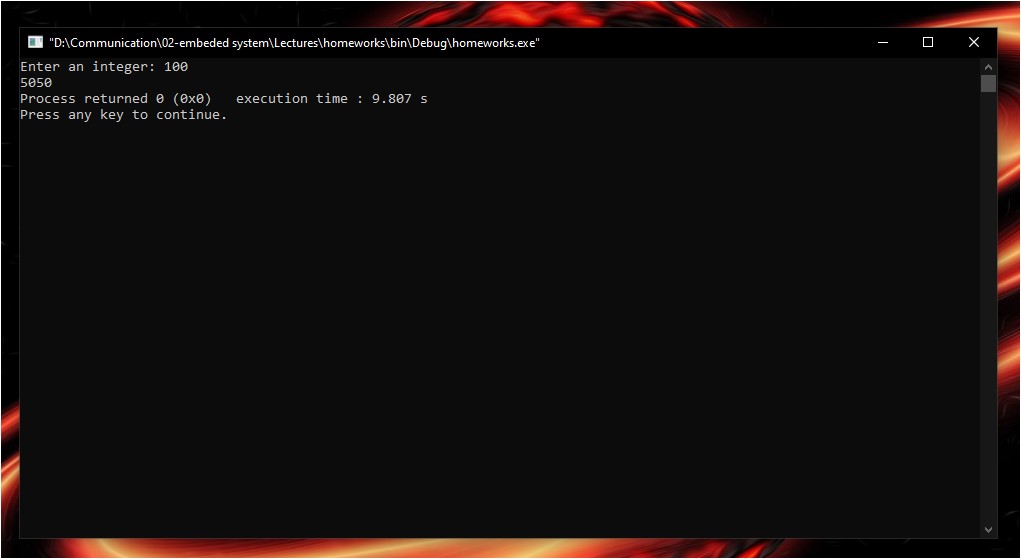 "D:\Communication\02-embeded system\Lectures\homeworks\bin\Debug\homeworks.exe"
Enter an integer: 100
5050
Process returned 0 (0x0)   execution time : 9.807 s
Press any key to continue.